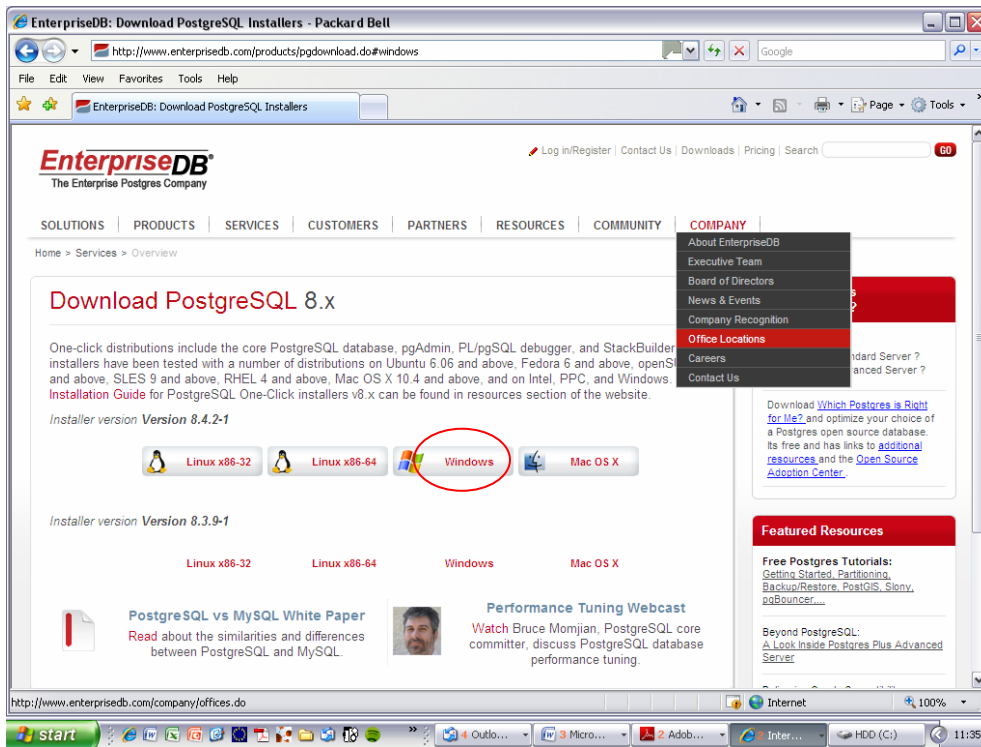 EnterpriseDB: Download PostgreSQL Installers - Packard Bell
http://www.enterprisedb.com/products/pgdownload.do#windows
Google
File Edit View Favorites Tools Help
EnterpriseDB: Download PostgreSQL Installers
Page Tools
EnterpriseDB
The Enterprise Postgres Company
Log in/Register | Contact Us | Downloads | Pricing | Search GO
SOLUTIONS PRODUCTS SERVICES CUSTOMERS PARTNERS RESOURCES COMMUNITY COMPANY
Home > Services > Overview
About EnterpriseDB
Executive Team
Board of Directors
News & Events
Company Recognition
Office Locations
Careers
Contact Us
Download PostgreSQL 8.x
One-click distributions include the core PostgreSQL database, pgAdmin, PL/pgSQL debugger, and StackBuilder
installers have been tested with a number of distributions on Ubuntu 6.06 and above, Fedora 6 and above,
and above, SLES 9 and above, RHEL 4 and above, Mac OS X 10.4 and above, and on Intel, PPC, and Windows.
Installation Guide for PostgreSQL One-Click installers v8.x can be found in resources section of the website.
Installer version Version 8.4.2-1
Linux x86-32 Linux x86-64 Windows Mac OS X
Installer version Version 8.3.9-1
Linux x86-32 Linux x86-64 Windows Mac OS X
PostgreSQL vs MySQL White Paper
Read about the similarities and differences
between PostgreSQL and MySQL.
Performance Tuning Webcast
Watch Bruce Momjian, PostgreSQL core
committer, discuss PostgreSQL database
performance tuning.
?
Server ?
Server ?
Download Which Postgres is Right
for Me? and optimize your choice of
a Postgres open source database.
Its free and has links to additional
resources and the Open Source
Adoption Center .
Featured Resources
Free Postgres Tutorials:
Getting Started, Partitioning,
Backup/Restore, PostGIS, Slony,
pgBouncer,...
Beyond PostgreSQL:
A Look Inside Postgres Plus Advanced
Server
http://www.enterprisedb.com/company/offices.do
Internet
100%
start
4 Outlo...
3 Micro...
2 Adob...
2 Inter...
HDD (C:)
11:35